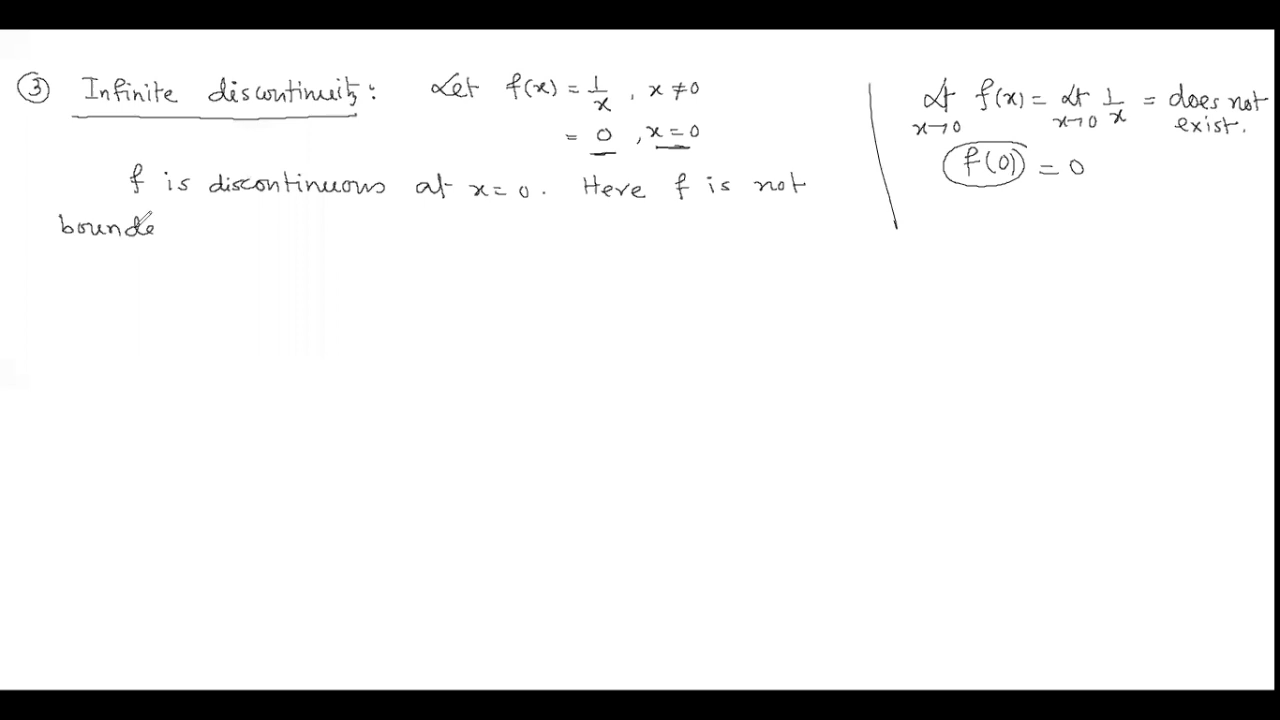 ③ Infinite discontinuity: Let f(x) = 1/x, x ≠ 0
= 0, x = 0
f is discontinuous at x = 0. Here f is not
bounde
Lt x→0 f(x) = Lt x→0 1/x = does not exist.
f(0) = 0